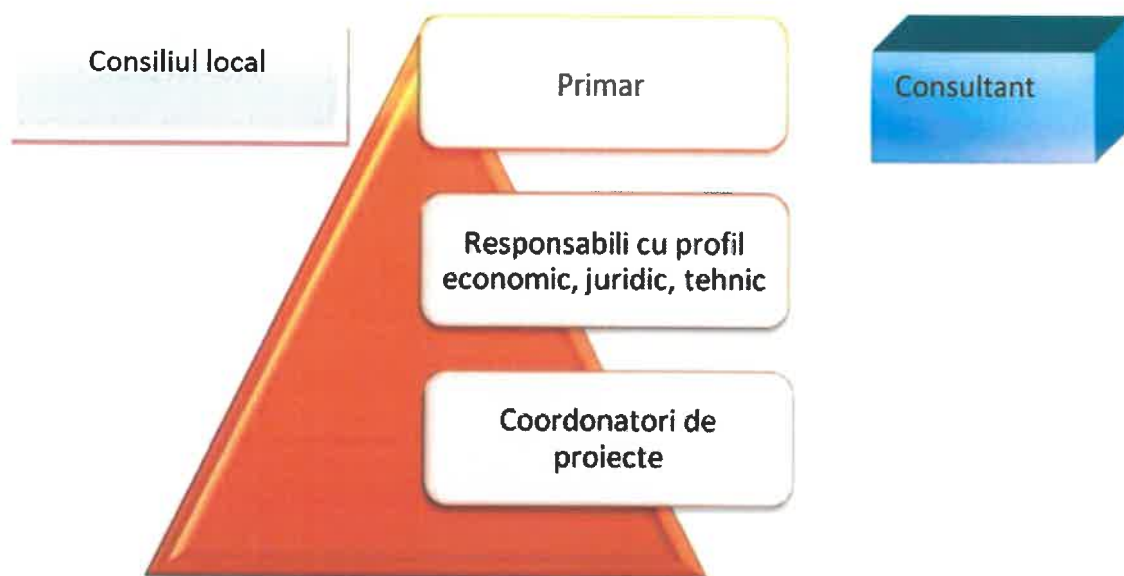 Consiliul local
Primar
Consultant
Responsabili cu profil
economic, juridic, tehnic
Coordonatori de
proiecte